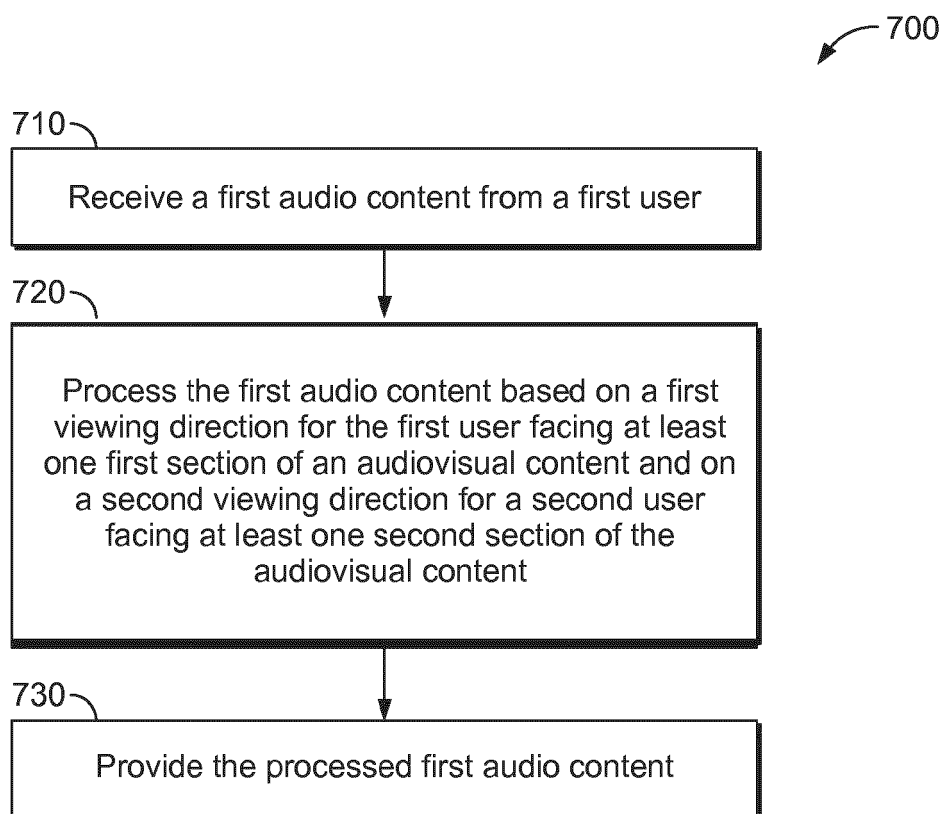 700
710
Receive a first audio content from a first user
720
Process the first audio content based on a first
viewing direction for the first user facing at least
one first section of an audiovisual content and on
a second viewing direction for a second user
facing at least one second section of the
audiovisual content
730
Provide the processed first audio content